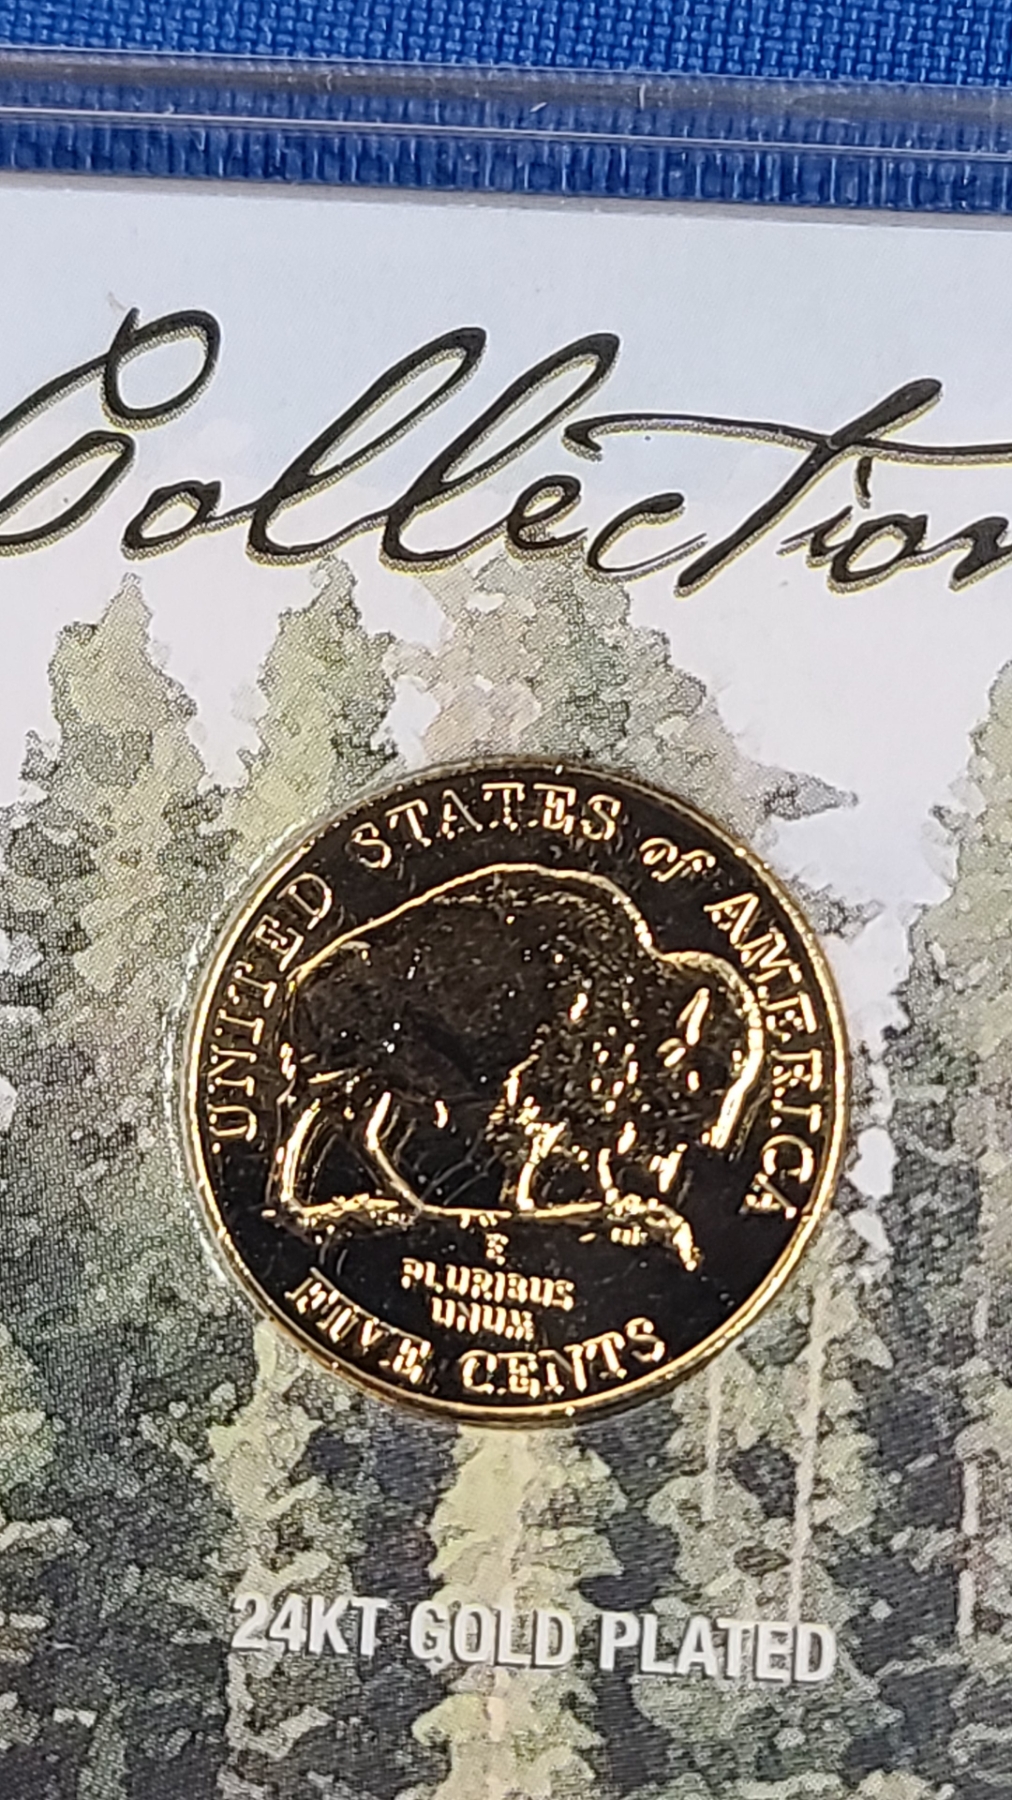 Collection
UNITED STATES of AMERICA
E
PLURIBUS
UNUM
FIVE CENTS
24KT GOLD PLATED